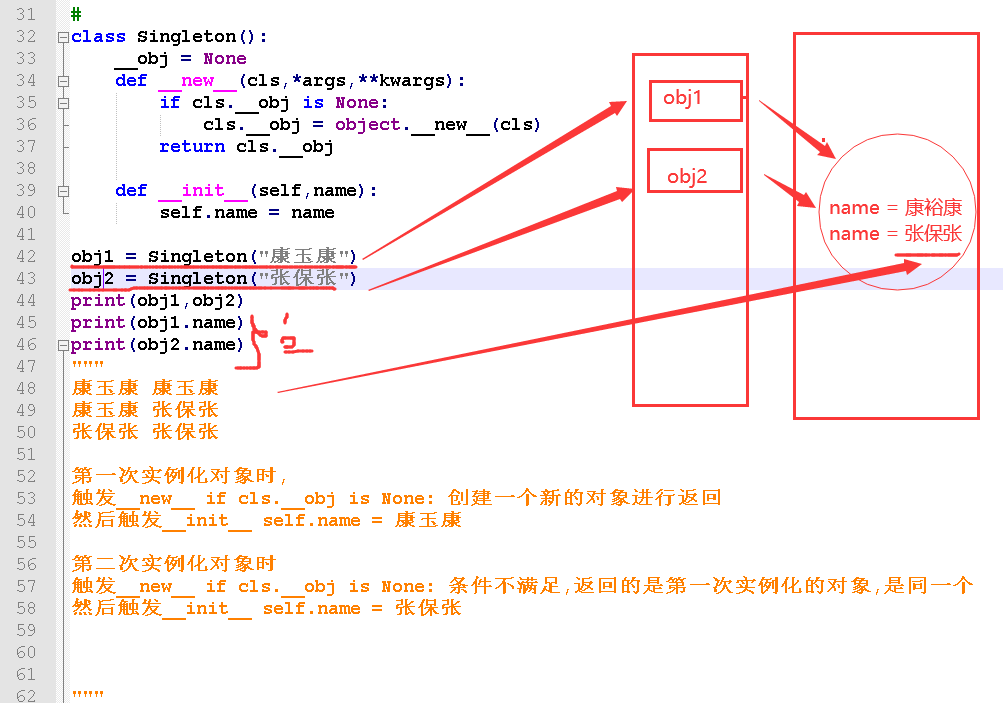 31 #
32 class Singleton():
33 __obj = None
34 def __new__(cls,*args,**kwargs):
35 if cls.__obj is None:
36 cls.__obj = object.__new__(cls)
37 return cls.__obj
38
39 def __init__(self,name):
40 self.name = name
41
42 obj1 = Singleton("康玉康")
43 obj2 = Singleton("张保张")
44 print(obj1,obj2)
45 print(obj1.name)
46 print(obj2.name)
47 """
48 康玉康 康玉康
49 康玉康 张保张
50 张保张 张保张
51
52 第一次实例化对象时,
53 触发__new__ if cls.__obj is None: 创建一个新的对象进行返回
54 然后触发__init__ self.name = 康玉康
55
56 第二次实例化对象时
57 触发__new__ if cls.__obj is None: 条件不满足,返回的是第一次实例化的对象,是同一个
58 然后触发__init__ self.name = 张保张
59
60
61
62 """
obj1
obj2
name = 康裕康
name = 张保张